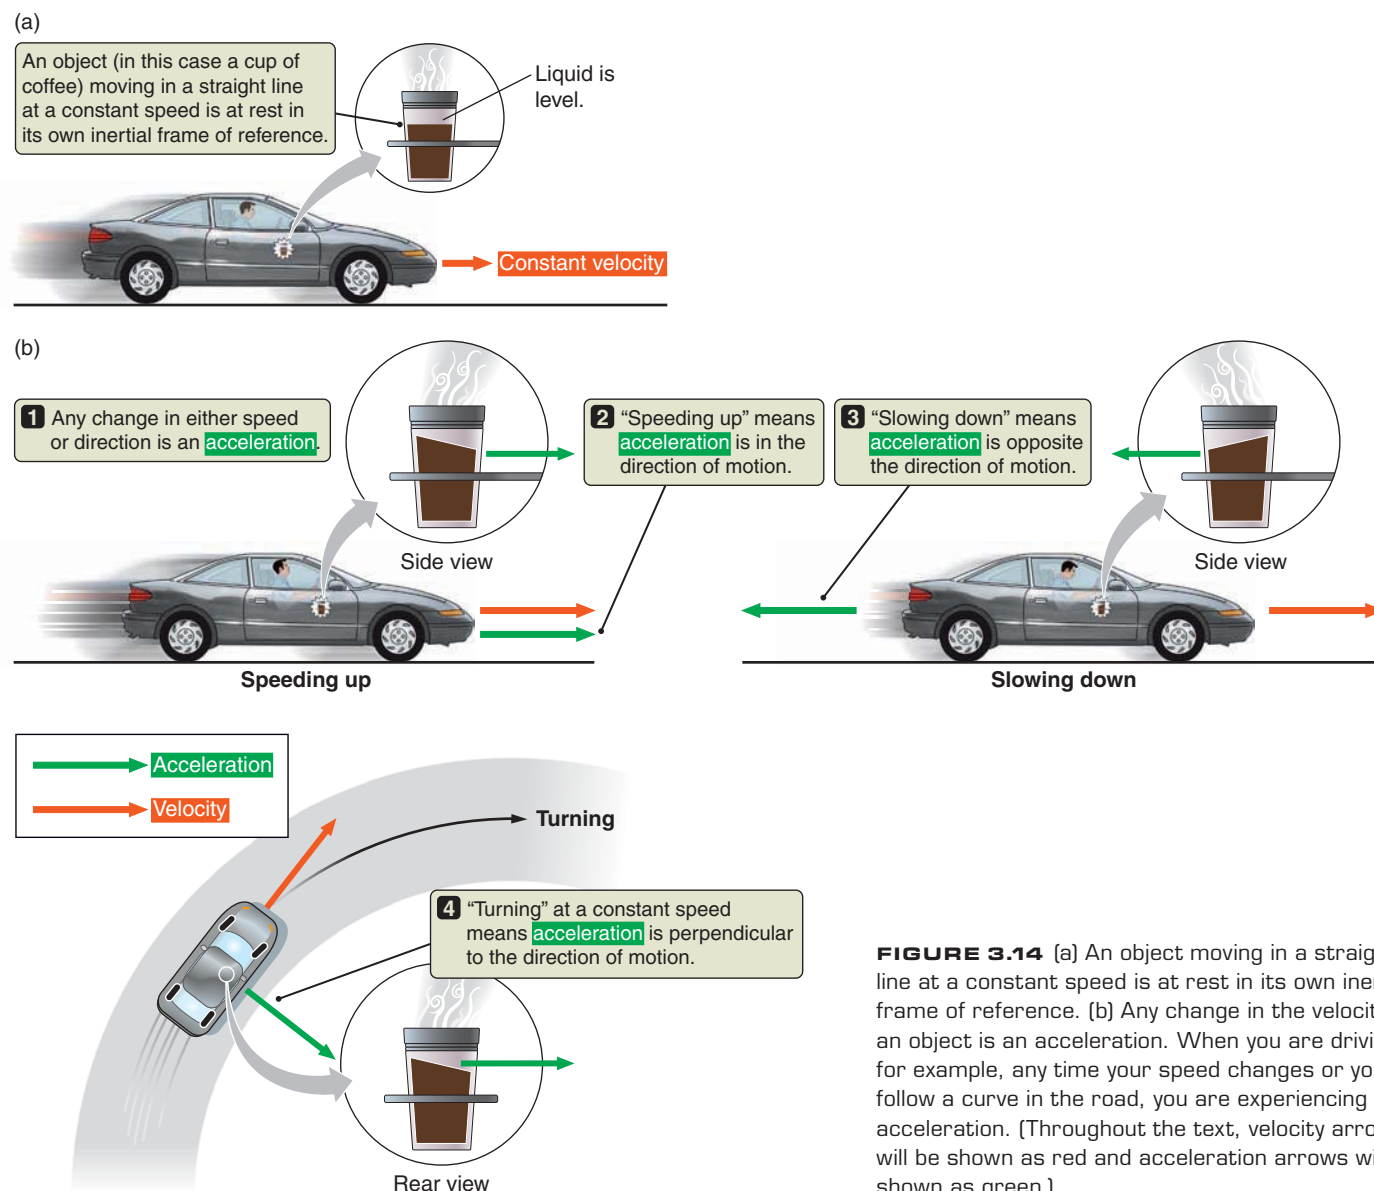 (a)
An object (in this case a cup of
coffee) moving in a straight line
at a constant speed is at rest in
its own inertial frame of reference.
Liquid is
level.
Constant velocity
(b)
1 Any change in either speed
or direction is an acceleration.
2 “Speeding up” means
acceleration is in the
direction of motion.
3 “Slowing down” means
acceleration is opposite
the direction of motion.
Side view
Side view
Speeding up
Slowing down
Acceleration
Velocity
Turning
4 “Turning” at a constant speed
means acceleration is perpendicular
to the direction of motion.
Rear view
FIGURE 3.14 (a) An object moving in a straig
line at a constant speed is at rest in its own iner
frame of reference. (b) Any change in the velocit
an object is an acceleration. When you are drivi
for example, any time your speed changes or yo
follow a curve in the road, you are experiencing
acceleration. (Throughout the text, velocity arro
will be shown as red and acceleration arrows wi
shown as green.)